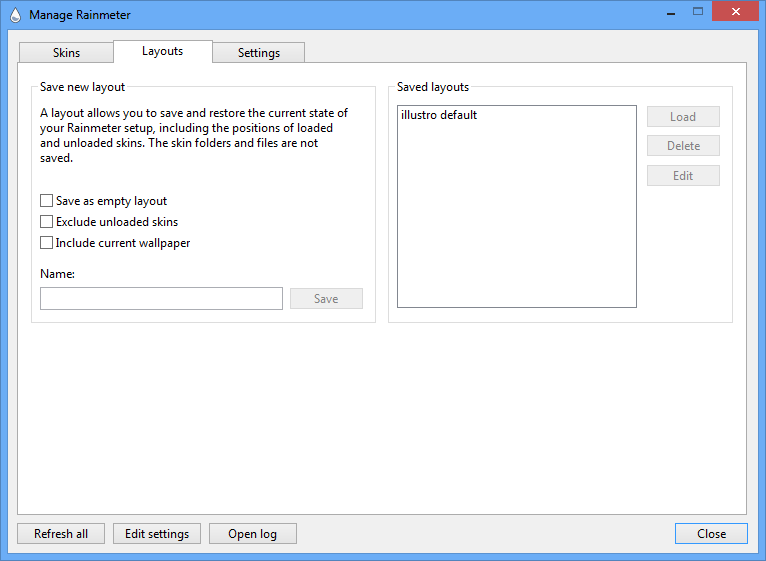 Manage Rainmeter
Skins
Layouts
Settings
Save new layout
A layout allows you to save and restore the current state of
your Rainmeter setup, including the positions of loaded
and unloaded skins. The skin folders and files are not
saved.
Save as empty layout
Exclude unloaded skins
Include current wallpaper
Name:
Save
Saved layouts
illustro default
Load
Delete
Edit
Refresh all
Edit settings
Open log
Close